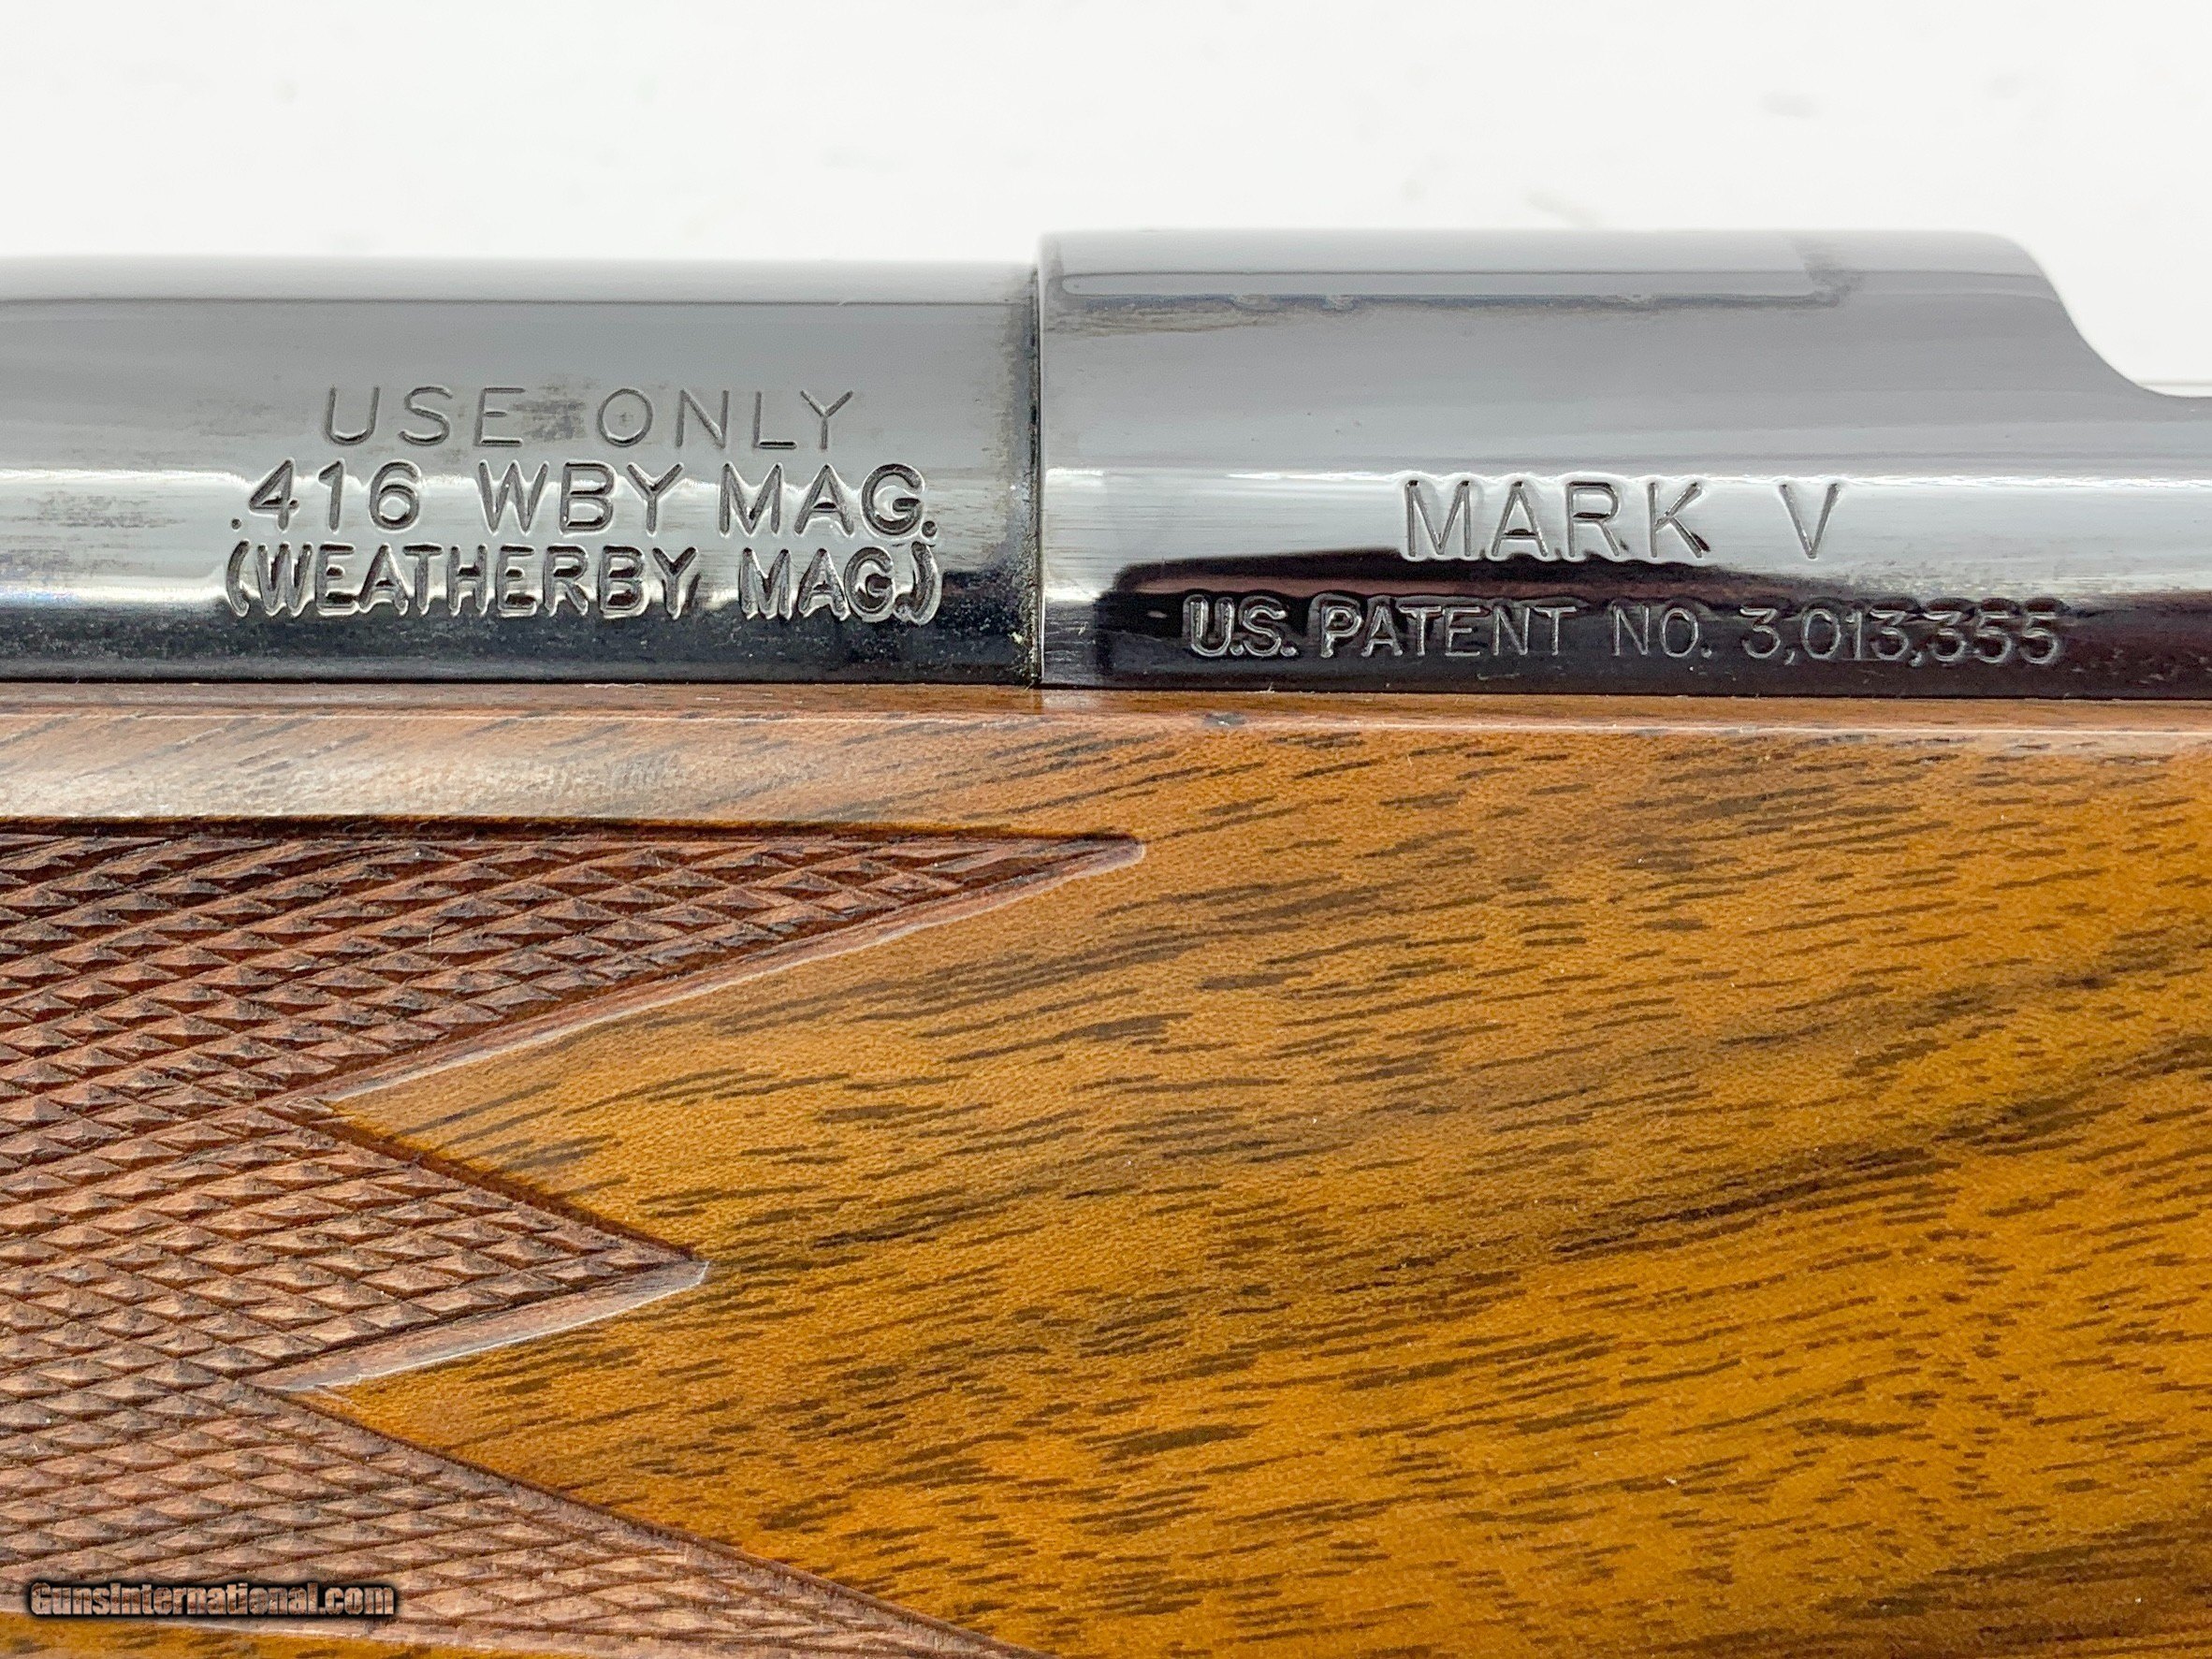 USE ONLY
.416 WBY MAG.
(WEATHERBY MAG.)
MARK V
U.S. PATENT NO. 3,013,355
GunsInternational.com